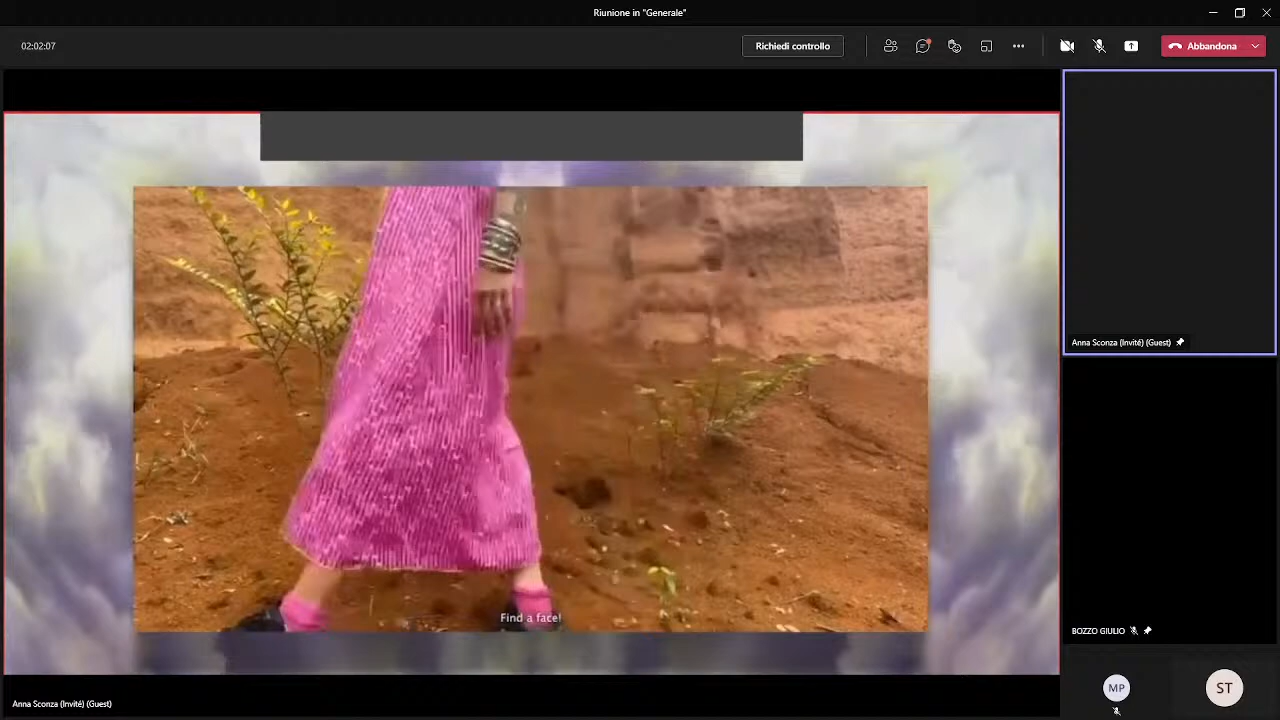 Riunione in "Generale"
02:02:07
Richiedi controllo
Abbandona
Find a face!
Anna Sconza (Invité) (Guest)
Anna Sconza (Invité) (Guest)
BOZZO GIULIO
MP
ST